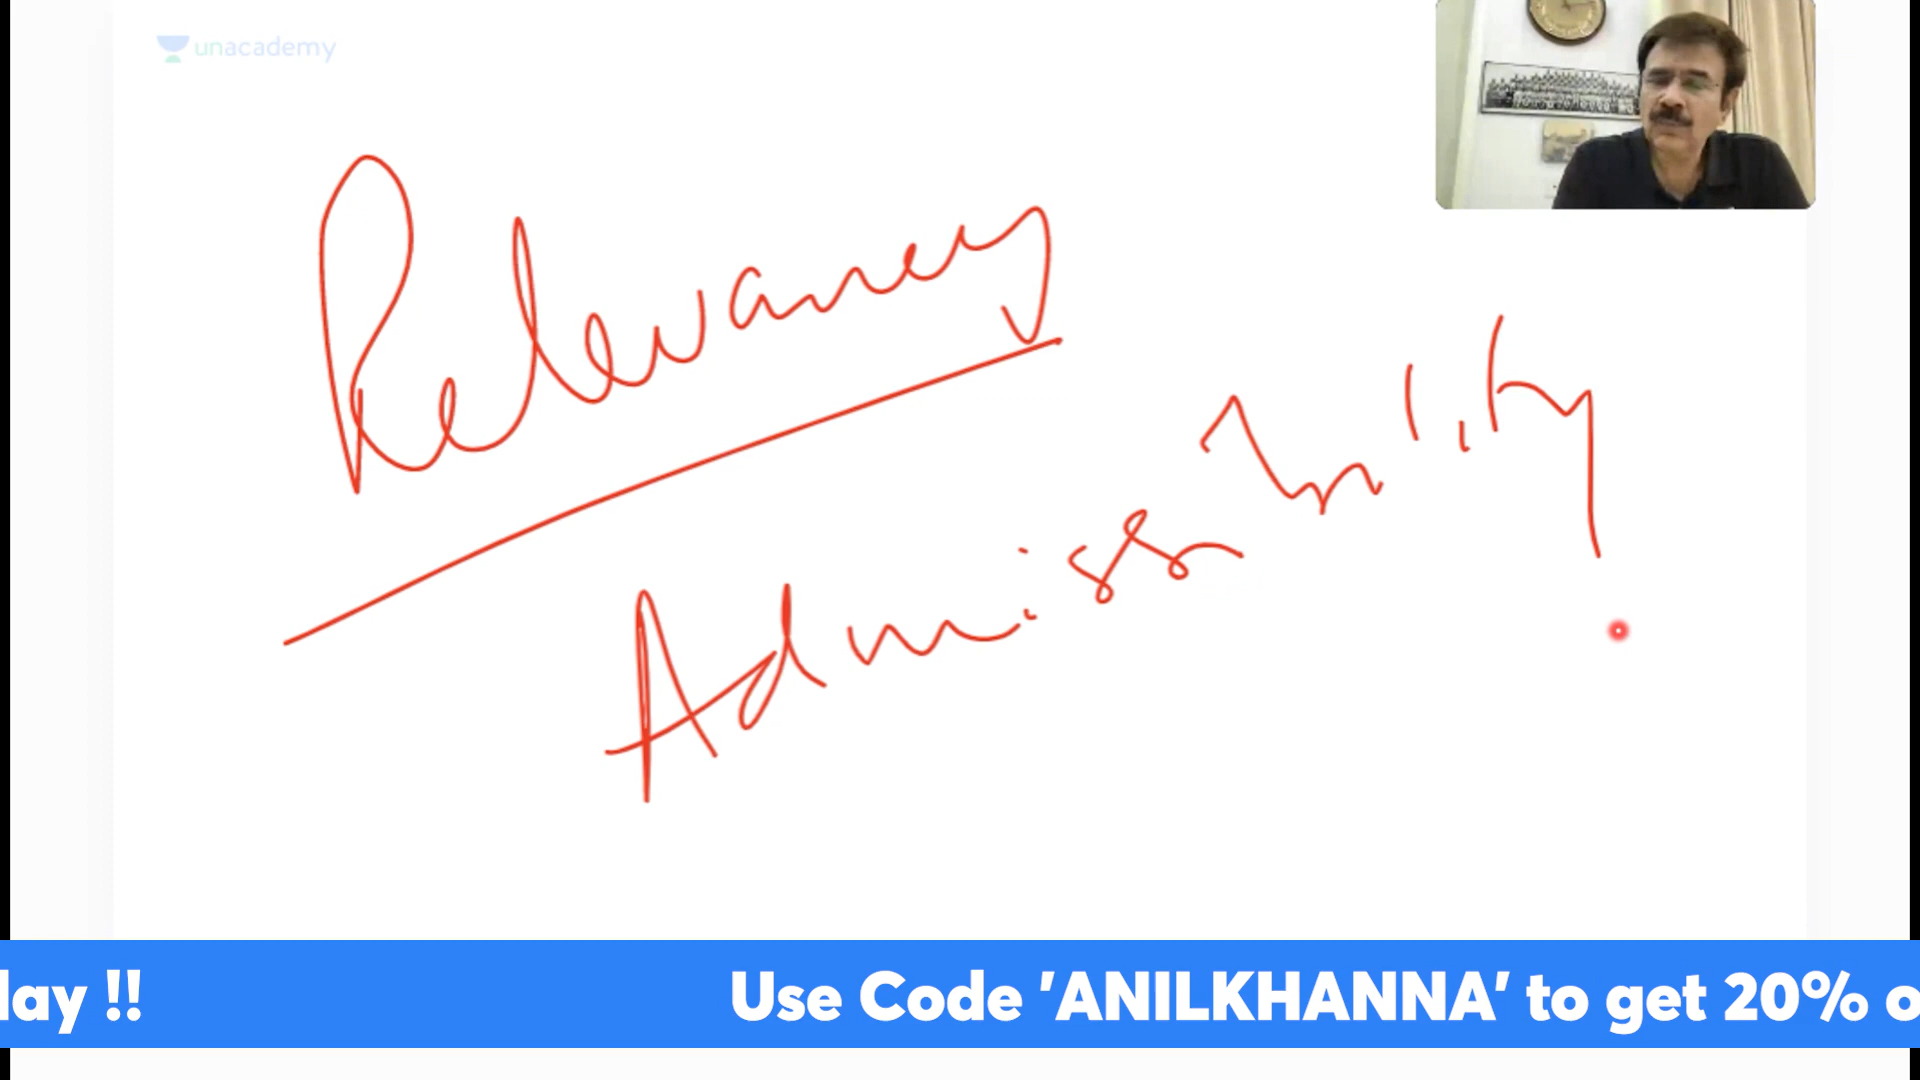 unacademy
Relevancy
Admissibility
lay !! Use Code 'ANILKHANNA' to get 20% o